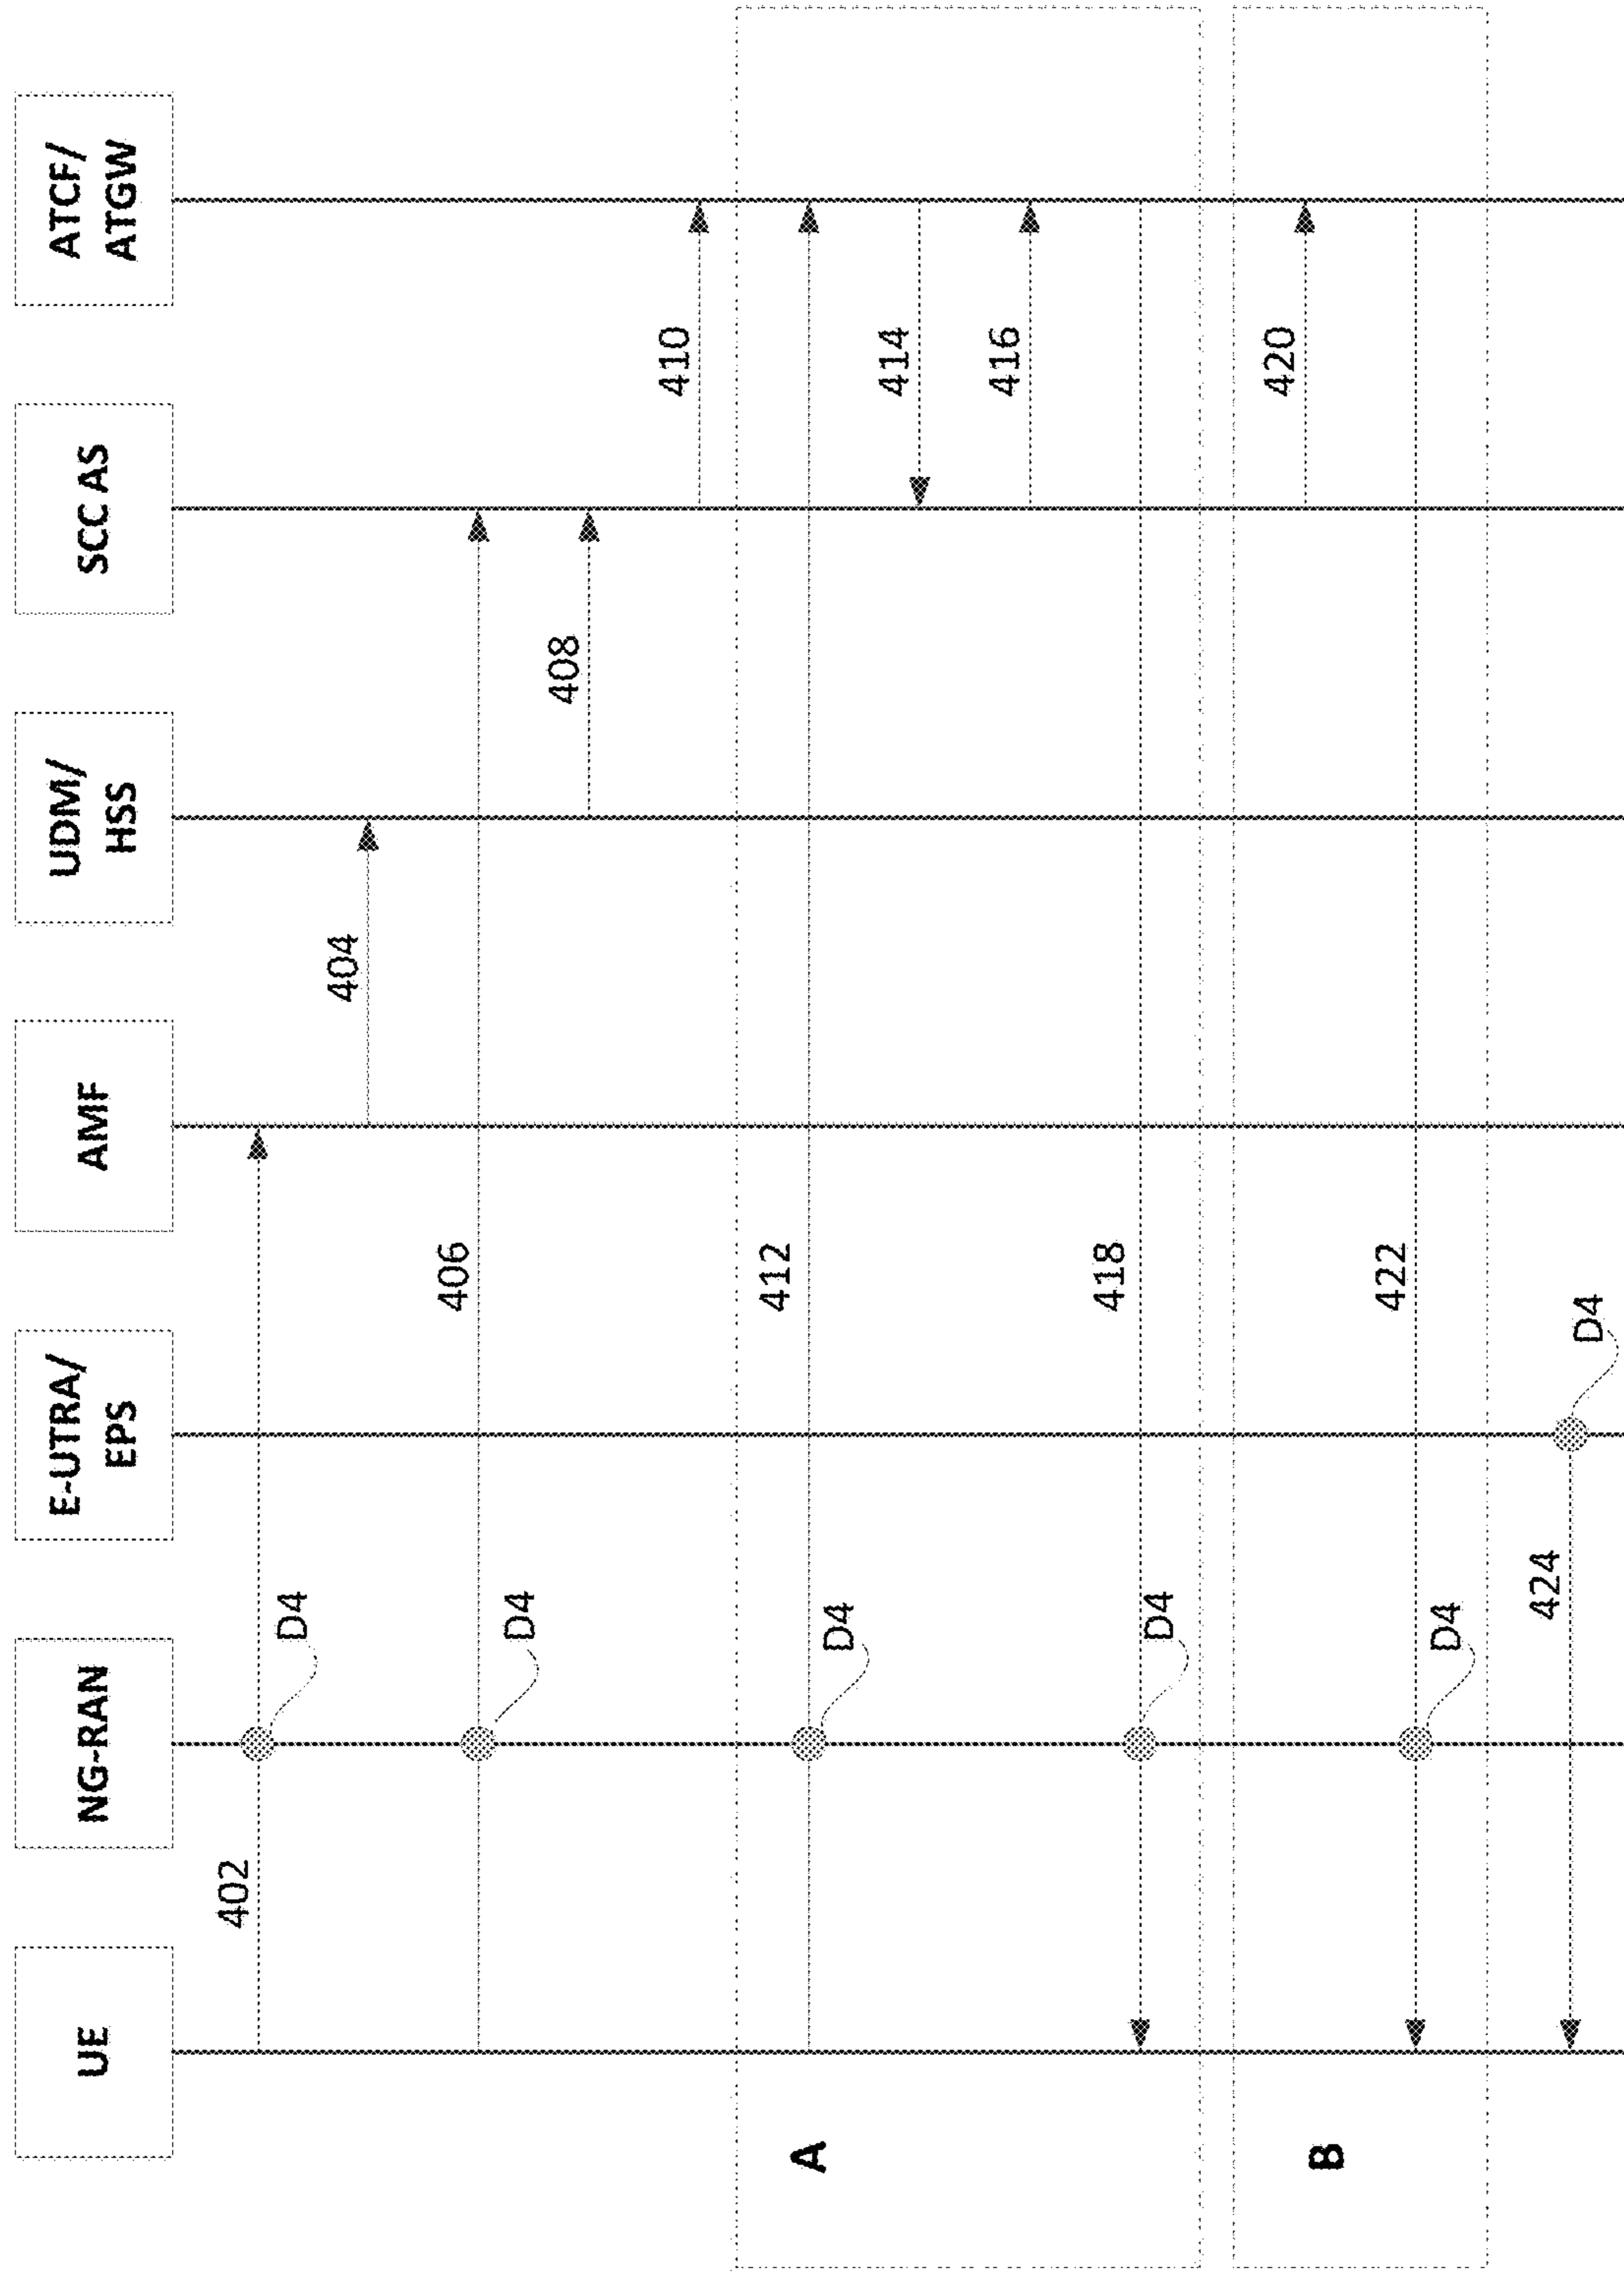 UE
NG-RAN
E-UTRA/
EPS
AMF
UDM/
HSS
SCC AS
ATCF/
ATGW
402
D4
404
406
D4
408
410
A
412
D4
414
416
418
D4
B
420
422
D4
424
D4